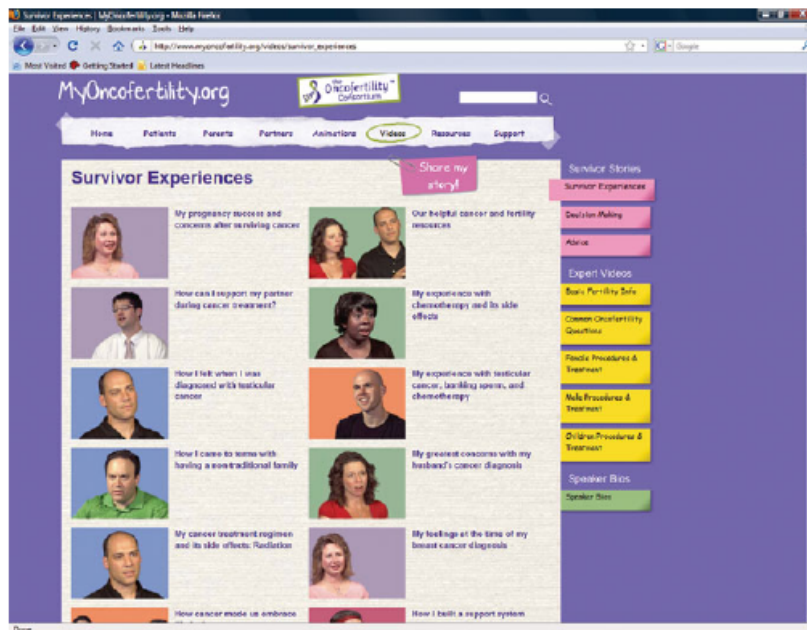 Survivor Experiences | MyOncofertility.org - Mozilla Firefox
File Edit View History Bookmarks Tools Help
http://www.myoncofertility.org/videos/survivor_experiences
Google
Most Visited Getting Started Latest Headlines
MyOncofertility.org
the
Oncofertility™
Consortium
Home Patients Parents Partners Animations Videos Resources Support
Share my
story!
Survivor Experiences
My pregnancy success and
concerns after surviving cancer
Our helpful cancer and fertility
resources
How can I support my partner
during cancer treatment?
My experience with
chemotherapy and its side
effects
How I felt when I was
diagnosed with testicular
cancer
My experience with testicular
cancer, banking sperm, and
chemotherapy
How I came to terms with
having a non-traditional family
My greatest concerns with my
husband's cancer diagnosis
My cancer treatment regimen
and its side effects: Radiation
My feelings at the time of my
breast cancer diagnosis
How cancer made us embrace
How I built a support system
Survivor Stories
Survivor Experiences
Decision Making
Advice
Expert Videos
Basic Fertility Info
Common Oncofertility
Questions
Female Procedures &
Treatment
Male Procedures &
Treatment
Children Procedures &
Treatment
Speaker Bios
Speaker Bios
Done